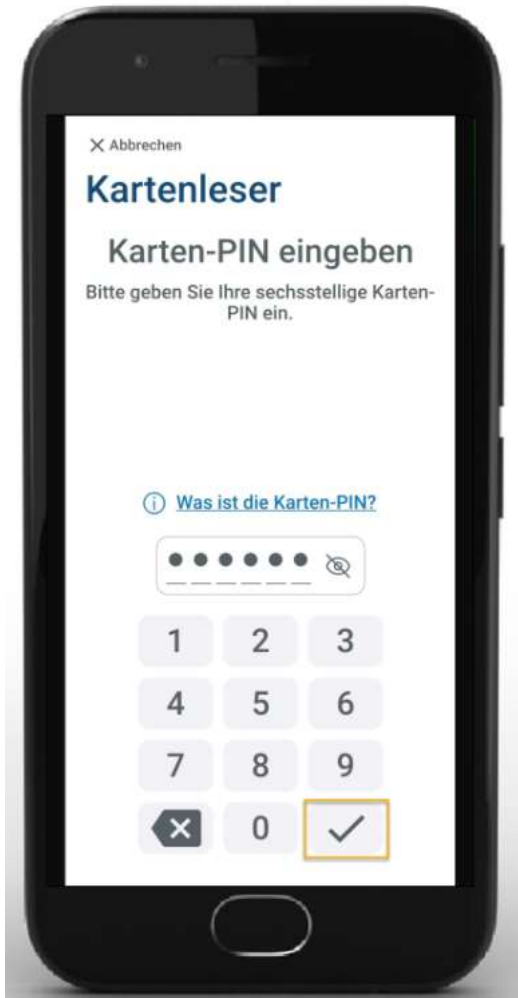 Abbrechen
Kartenleser
Karten-PIN eingeben
Bitte geben Sie Ihre sechsstellige Karten-
PIN ein.
Was ist die Karten-PIN?
1 2 3
4 5 6
7 8 9
0